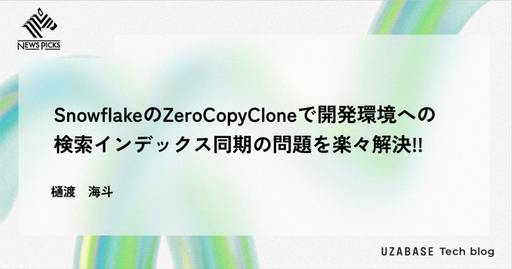 NEWS PICKS
SnowflakeのZeroCopyCloneで開発環境への
検索インデックス同期の問題を楽々解決!!
樋渡　海斗
UZABASE Tech blog